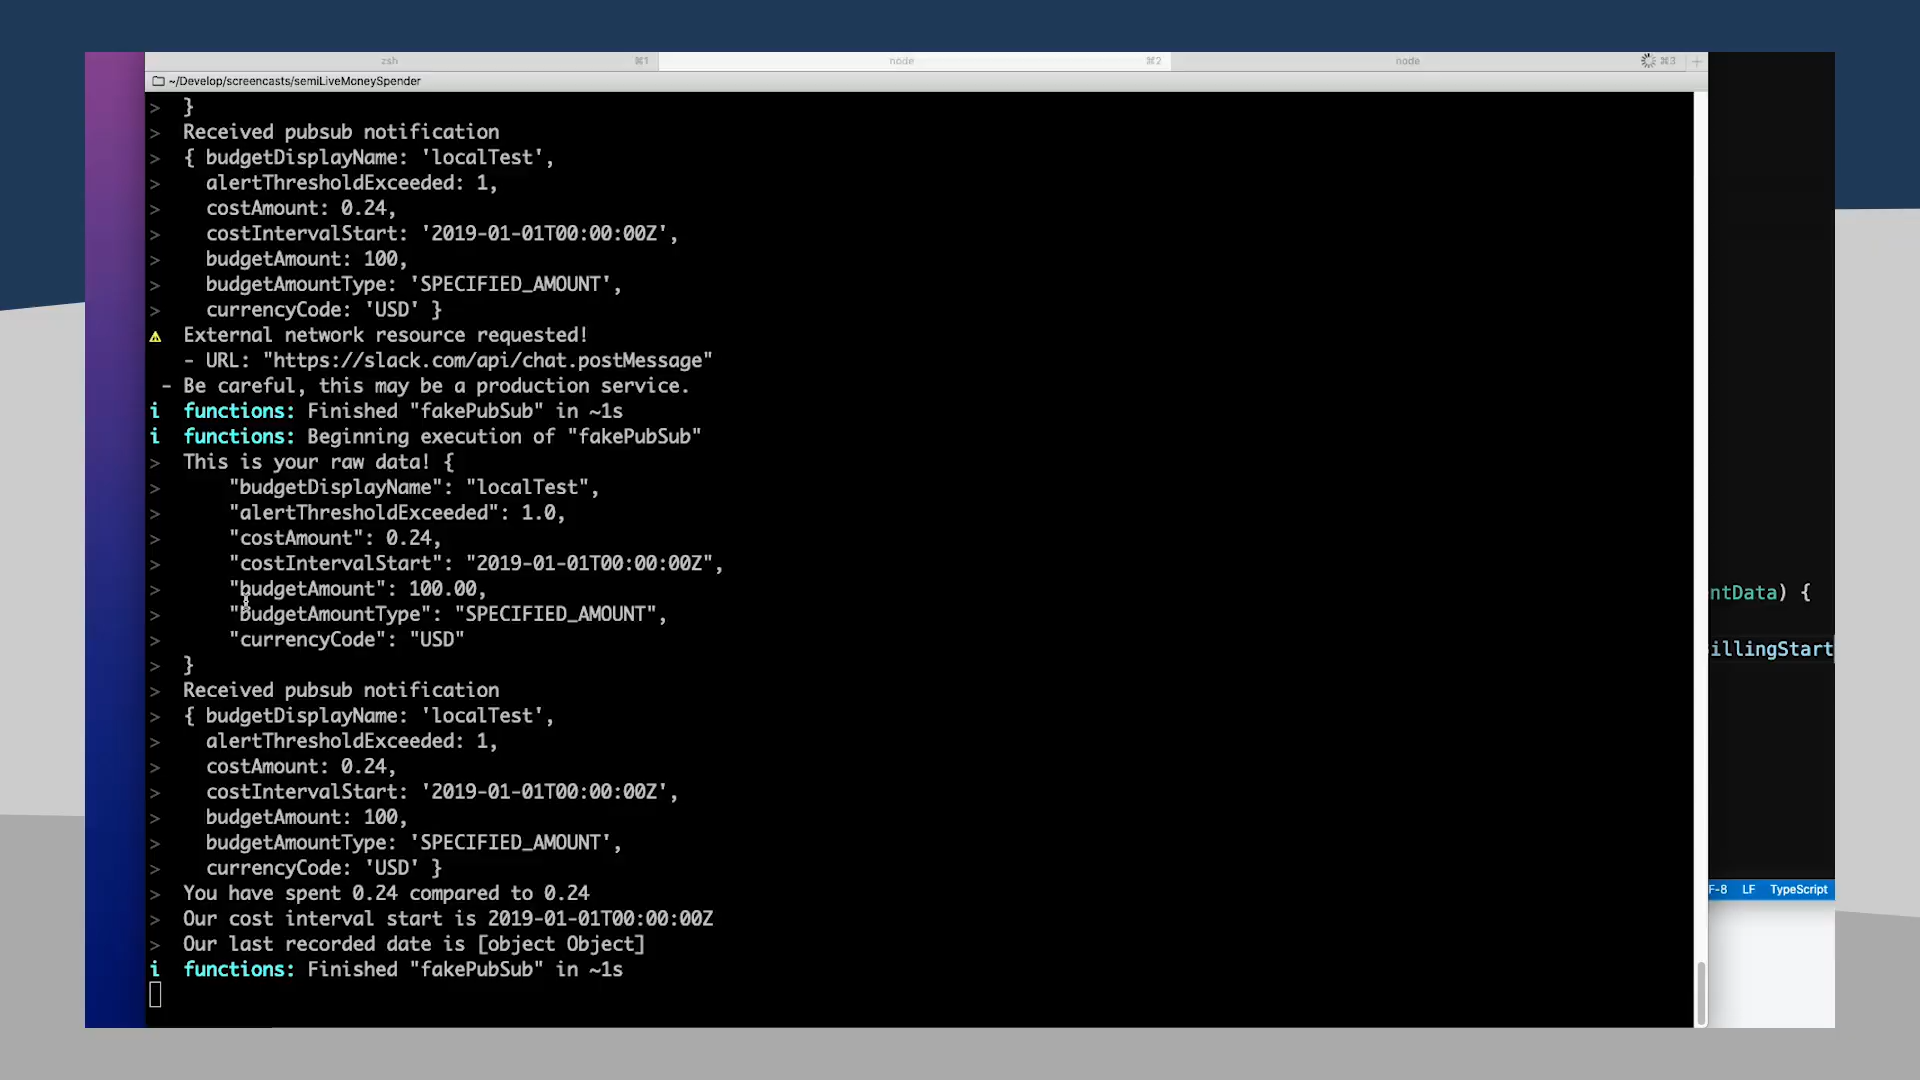 zsh ⌘1 node ⌘2 node ⌘3 +
~/Develop/screencasts/semiLiveMoneySpender
> }
> Received pubsub notification
> { budgetDisplayName: 'localTest',
> alertThresholdExceeded: 1,
> costAmount: 0.24,
> costIntervalStart: '2019-01-01T00:00:00Z',
> budgetAmount: 100,
> budgetAmountType: 'SPECIFIED_AMOUNT',
> currencyCode: 'USD' }
⚠ External network resource requested!
- URL: "https://slack.com/api/chat.postMessage"
- Be careful, this may be a production service.
i functions: Finished "fakePubSub" in ~1s
i functions: Beginning execution of "fakePubSub"
> This is your raw data! {
> "budgetDisplayName": "localTest",
> "alertThresholdExceeded": 1.0,
> "costAmount": 0.24,
> "costIntervalStart": "2019-01-01T00:00:00Z",
> "budgetAmount": 100.00,
> "budgetAmountType": "SPECIFIED_AMOUNT",
> "currencyCode": "USD"
> }
> Received pubsub notification
> { budgetDisplayName: 'localTest',
> alertThresholdExceeded: 1,
> costAmount: 0.24,
> costIntervalStart: '2019-01-01T00:00:00Z',
> budgetAmount: 100,
> budgetAmountType: 'SPECIFIED_AMOUNT',
> currencyCode: 'USD' }
> You have spent 0.24 compared to 0.24
> Our cost interval start is 2019-01-01T00:00:00Z
> Our last recorded date is [object Object]
i functions: Finished "fakePubSub" in ~1s
ntData) {
illingStart
F-8 LF TypeScript